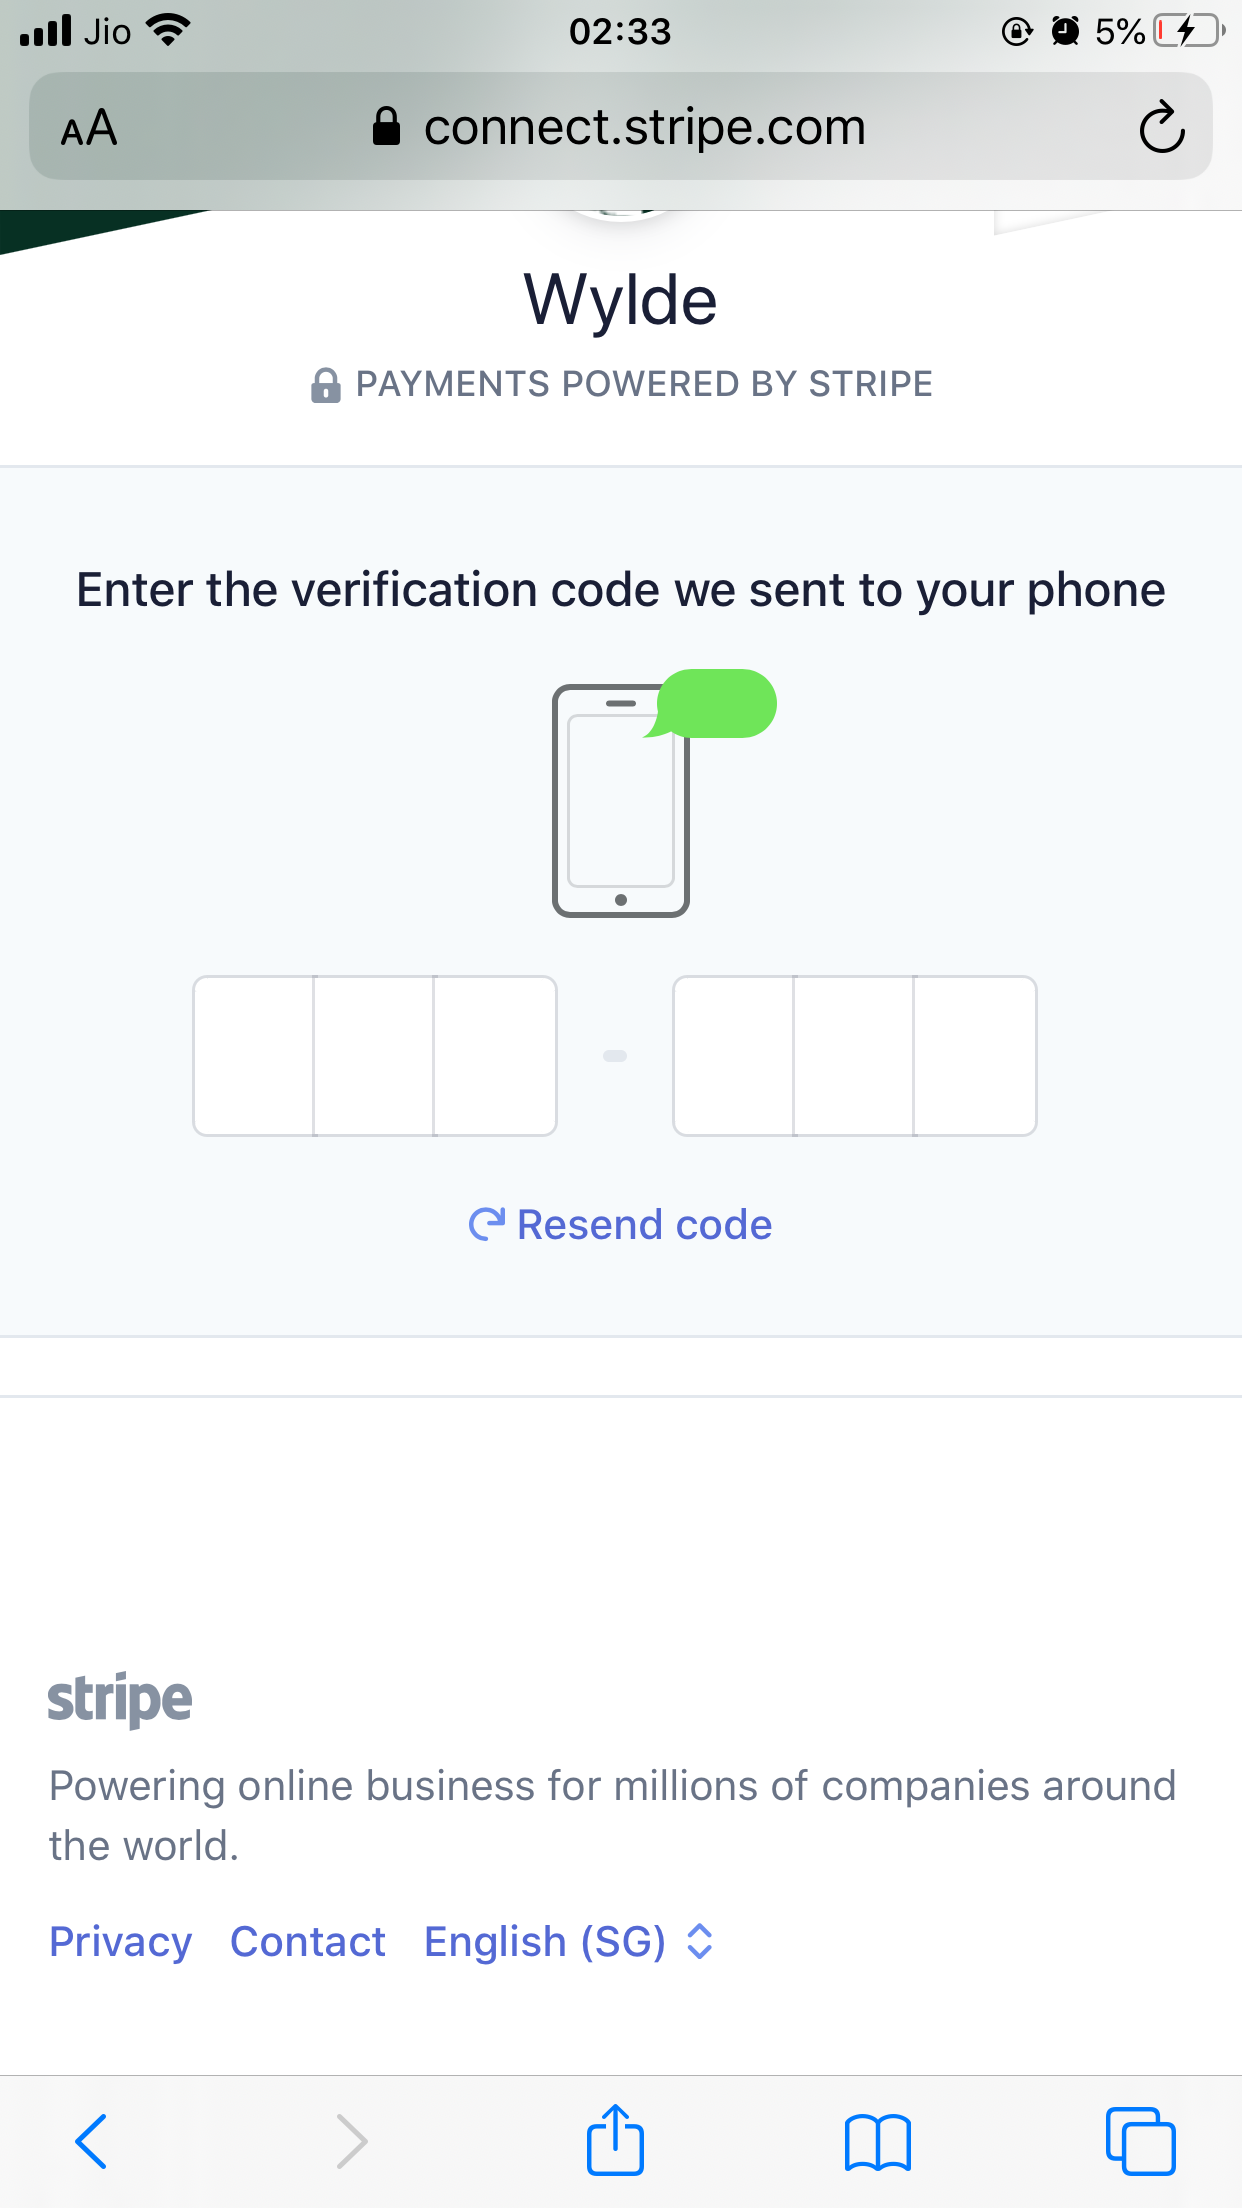 Jio
02:33
5%
AA
connect.stripe.com
Wylde
PAYMENTS POWERED BY STRIPE
Enter the verification code we sent to your phone
Resend code
stripe
Powering online business for millions of companies around
the world.
Privacy Contact English (SG)